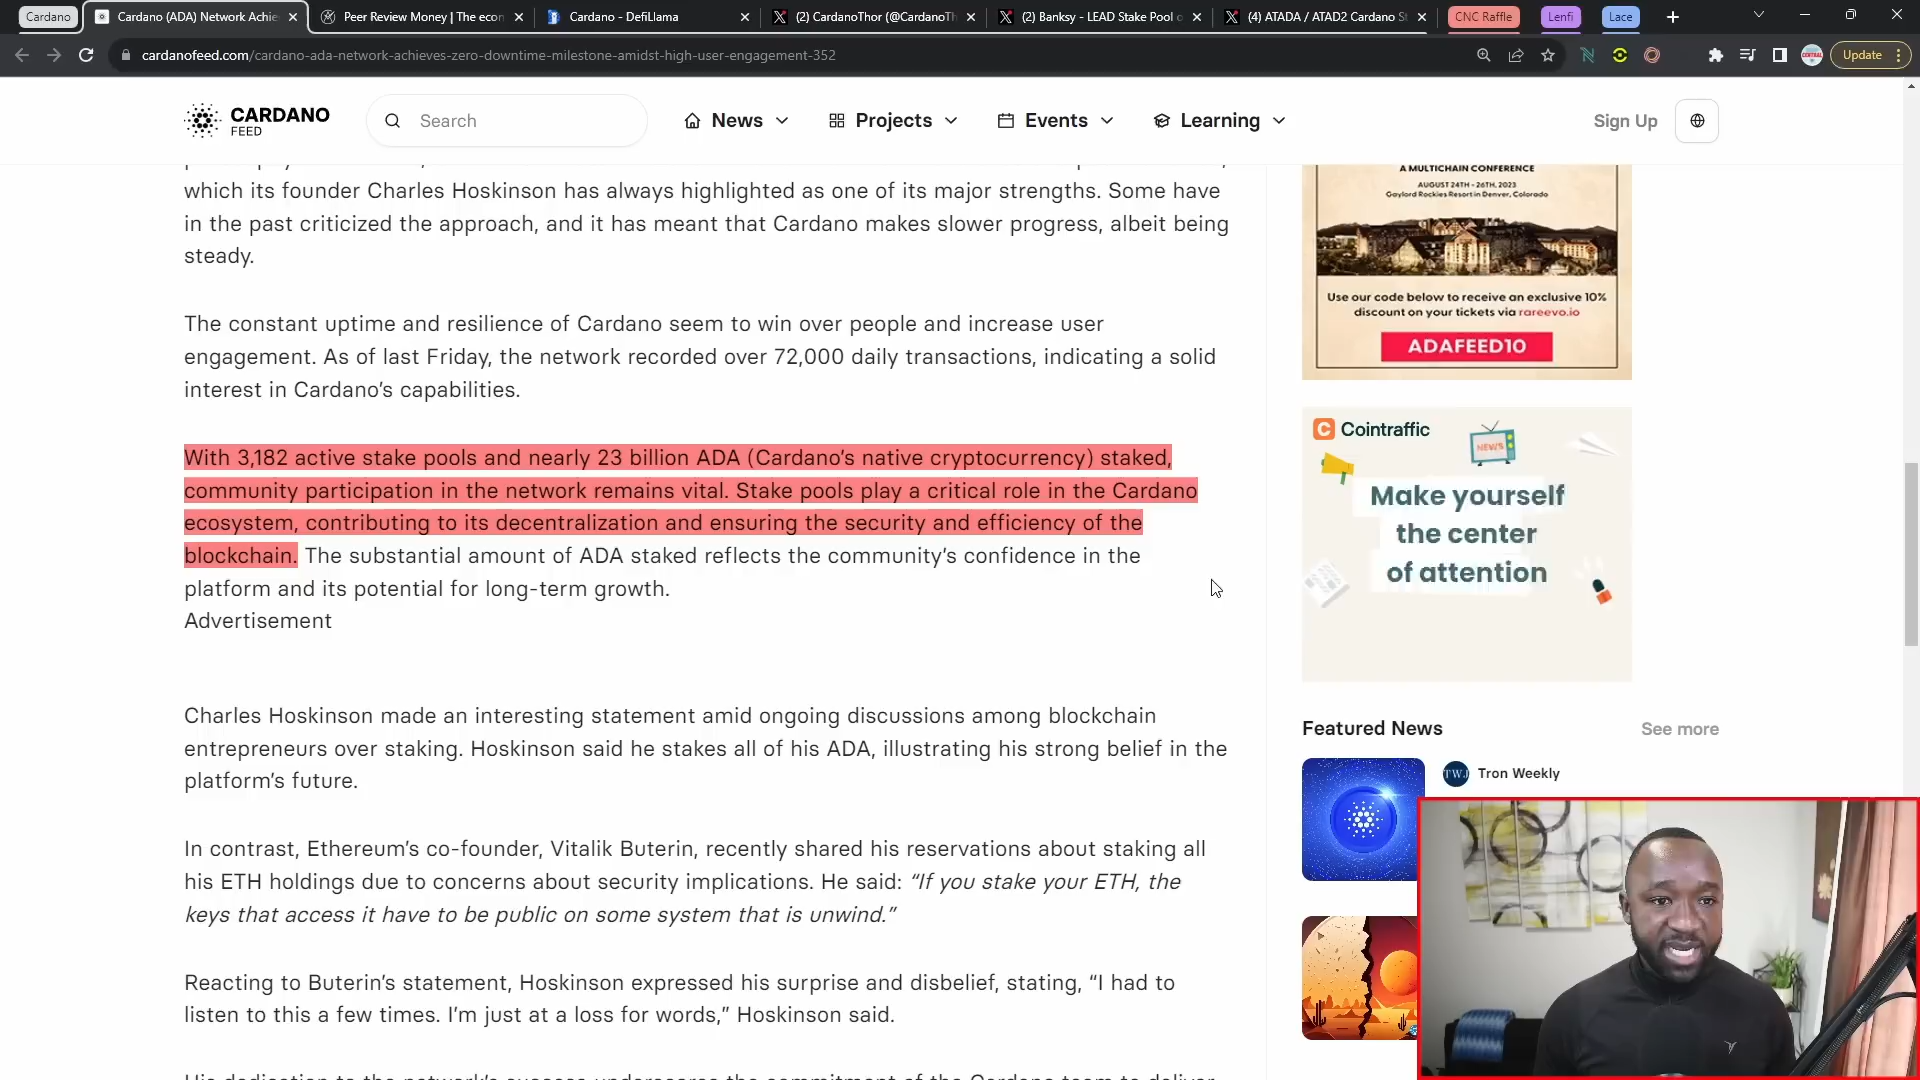 Cardano
Cardano (ADA) Network Achie
Peer Review Money | The econ
Cardano - DefiLlama
(2) CardanoThor (@CardanoTh
(2) Banksy - LEAD Stake Pool o
(4) ATADA / ATAD2 Cardano St
CNC Raffle
Lenfi
Lace
cardanofeed.com/cardano-ada-network-achieves-zero-downtime-milestone-amidst-high-user-engagement-352
Update
CARDANO
FEED
Search
News
Projects
Events
Learning
Sign Up
which its founder Charles Hoskinson has always highlighted as one of its major strengths. Some have
in the past criticized the approach, and it has meant that Cardano makes slower progress, albeit being
steady.
The constant uptime and resilience of Cardano seem to win over people and increase user
engagement. As of last Friday, the network recorded over 72,000 daily transactions, indicating a solid
interest in Cardano's capabilities.
With 3,182 active stake pools and nearly 23 billion ADA (Cardano's native cryptocurrency) staked,
community participation in the network remains vital. Stake pools play a critical role in the Cardano
ecosystem, contributing to its decentralization and ensuring the security and efficiency of the
blockchain. The substantial amount of ADA staked reflects the community's confidence in the
platform and its potential for long-term growth.
Advertisement
Charles Hoskinson made an interesting statement amid ongoing discussions among blockchain
entrepreneurs over staking. Hoskinson said he stakes all of his ADA, illustrating his strong belief in the
platform's future.
In contrast, Ethereum's co-founder, Vitalik Buterin, recently shared his reservations about staking all
his ETH holdings due to concerns about security implications. He said: “If you stake your ETH, the
keys that access it have to be public on some system that is unwind.”
Reacting to Buterin's statement, Hoskinson expressed his surprise and disbelief, stating, “I had to
listen to this a few times. I'm just at a loss for words,” Hoskinson said.
His dedication to the network's success underscores the commitment of the Cardano team to deliver
A MULTICHAIN CONFERENCE
AUGUST 24TH - 26TH, 2023
Gaylord Rockies Resort in Denver, Colorado
Use our code below to receive an exclusive 10%
discount on your tickets via rareevo.io
ADAFEED10
Cointraffic
NEWS
Make yourself
the center
of attention
Featured News
See more
TWJ
Tron Weekly